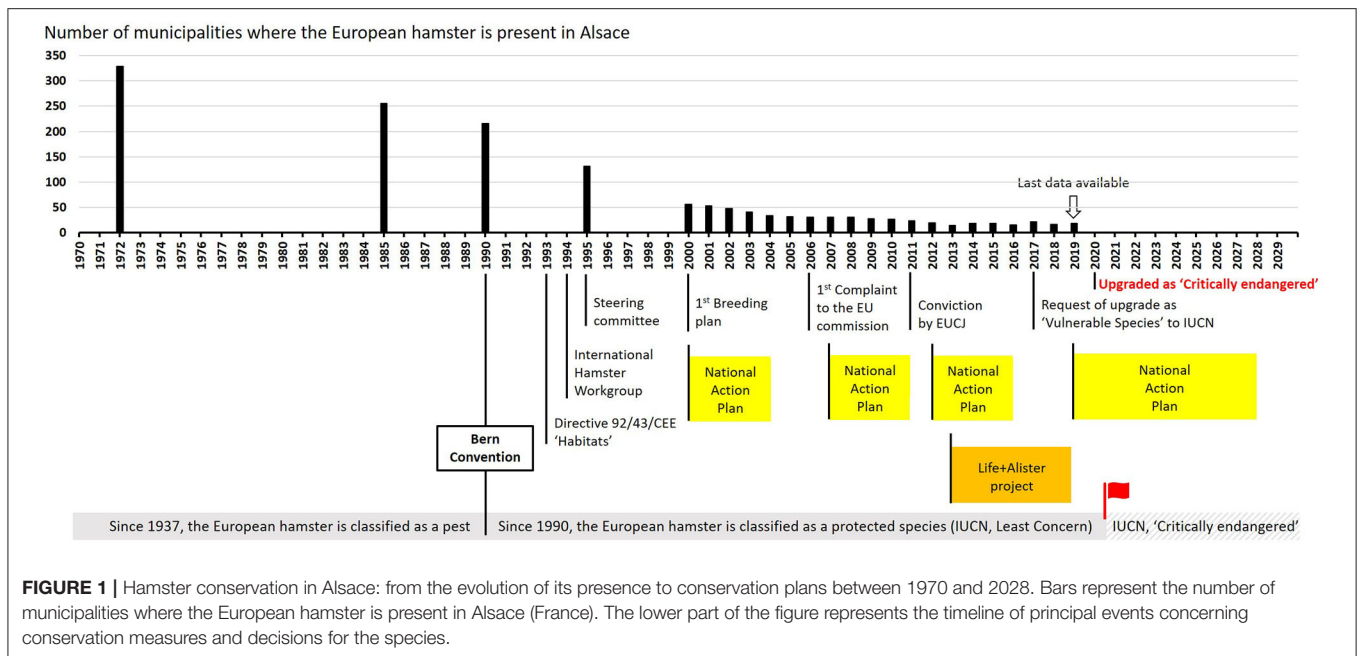 Number of municipalities where the European hamster is present in Alsace
350
300
250
200
150
100
50
0
1970
1971
1972
1973
1974
1975
1976
1977
1978
1979
1980
1981
1982
1983
1984
1985
1986
1987
1988
1989
1990
1991
1992
1993
1994
1995
1996
1997
1998
1999
2000
2001
2002
2003
2004
2005
2006
2007
2008
2009
2010
2011
2012
2013
2014
2015
2016
2017
2018
2019
2020
2021
2022
2023
2024
2025
2026
2027
2028
2029
Last data available
Upgraded as 'Critically endangered'
Steering
committee
1st Breeding
plan
1st Complaint
to the EU
commission
Conviction
by EUCJ
Request of upgrade as
'Vulnerable Species' to IUCN
International
Hamster
Workgroup
National
Action
Plan
National
Action
Plan
National
Action
Plan
National
Action
Plan
Directive 92/43/CEE
'Habitats'
Bern
Convention
Life+Alister
project
Since 1937, the European hamster is classified as a pest
Since 1990, the European hamster is classified as a protected species (IUCN, Least Concern)
IUCN, 'Critically endangered'
FIGURE 1 | Hamster conservation in Alsace: from the evolution of its presence to conservation plans between 1970 and 2028. Bars represent the number of
municipalities where the European hamster is present in Alsace (France). The lower part of the figure represents the timeline of principal events concerning
conservation measures and decisions for the species.